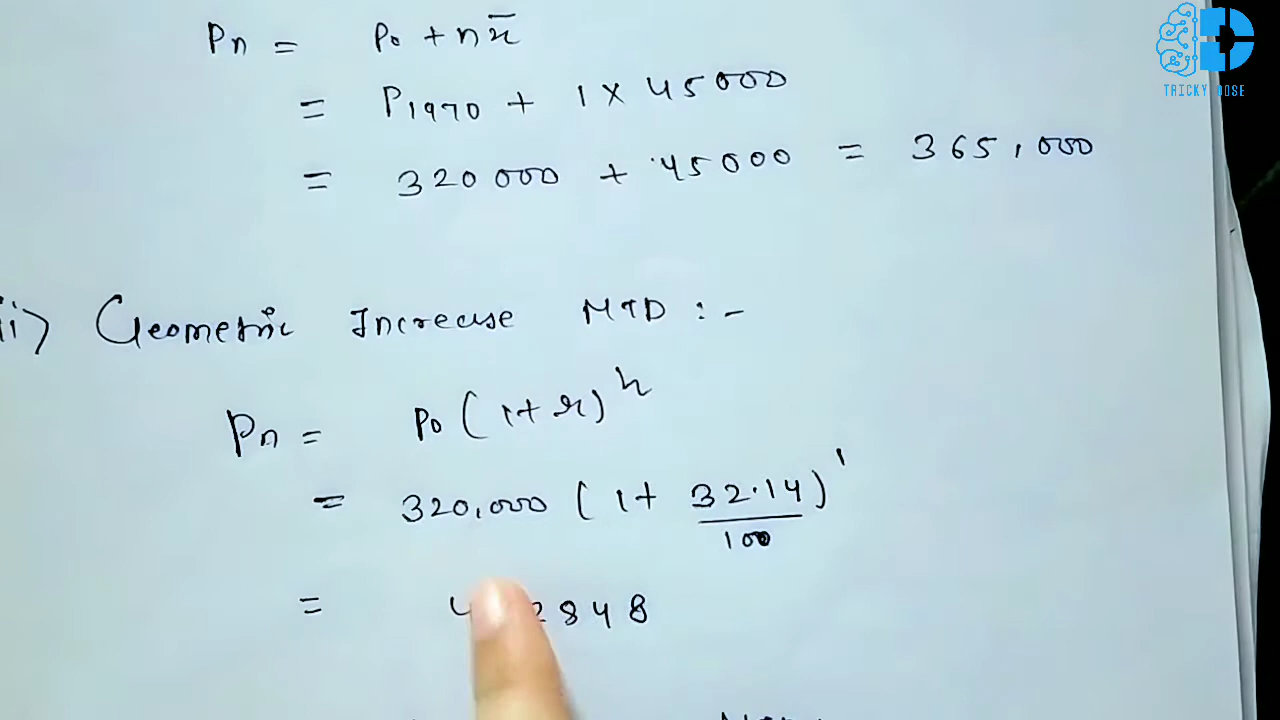 TRICKY DOSE
Pn = P0 + nx̄
= P1970 + 1 × 45000
= 320000 + 45000 = 365,000
ii) Geometric Increase MTD :-
Pn = P0 (1+r)^n
= 320,000 (1 + 32.14/100)^1
= 2848